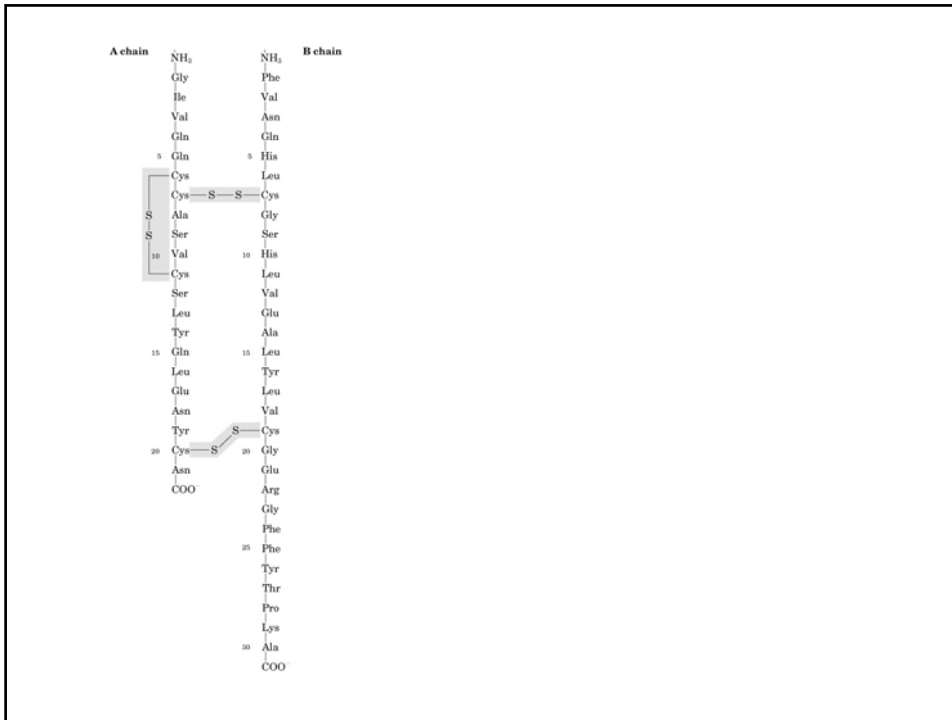 A chain B chain
⁺NH₃ ⁺NH₃
Gly Phe
Ile Val
Val Asn
Gln Gln
5 Gln 5 His
Cys Leu
Cys—S—S—Cys
S Ala Gly
S Ser Ser
10 Val 10 His
Cys Leu
Ser Val
Leu Glu
Tyr Ala
15 Gln 15 Leu
Leu Tyr
Glu Leu
Asn Val
Tyr S—Cys
20 Cys—S 20 Gly
Asn Glu
COO⁻ Arg
Gly
Phe
25 Phe
Tyr
Thr
Pro
Lys
30 Ala
COO⁻